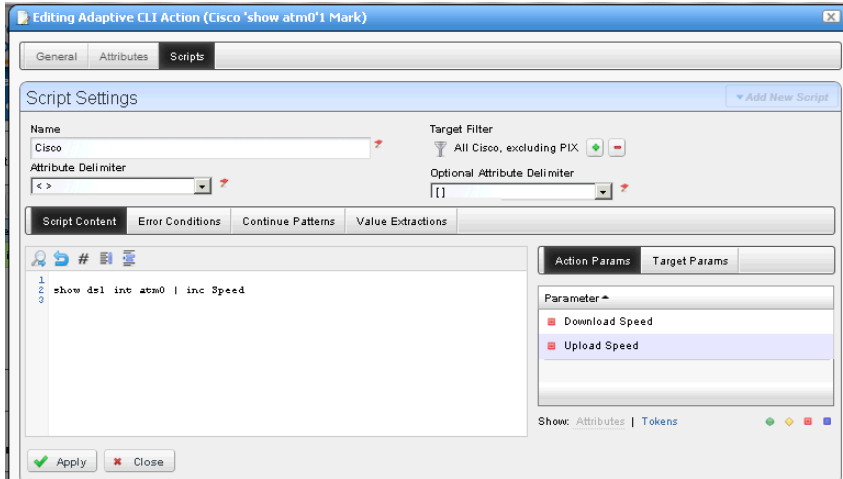 Editing Adaptive CLI Action (Cisco 'show atm0'1 Mark)
General Attributes Scripts
Script Settings
Add New Script
Name
Cisco
Target Filter
All Cisco, excluding PIX
Attribute Delimiter
< >
Optional Attribute Delimiter
[]
Script Content Error Conditions Continue Patterns Value Extractions
1
2 show dsl int atm0 | inc Speed
3
Action Params Target Params
Parameter
Download Speed
Upload Speed
Show: Attributes | Tokens
Apply Close